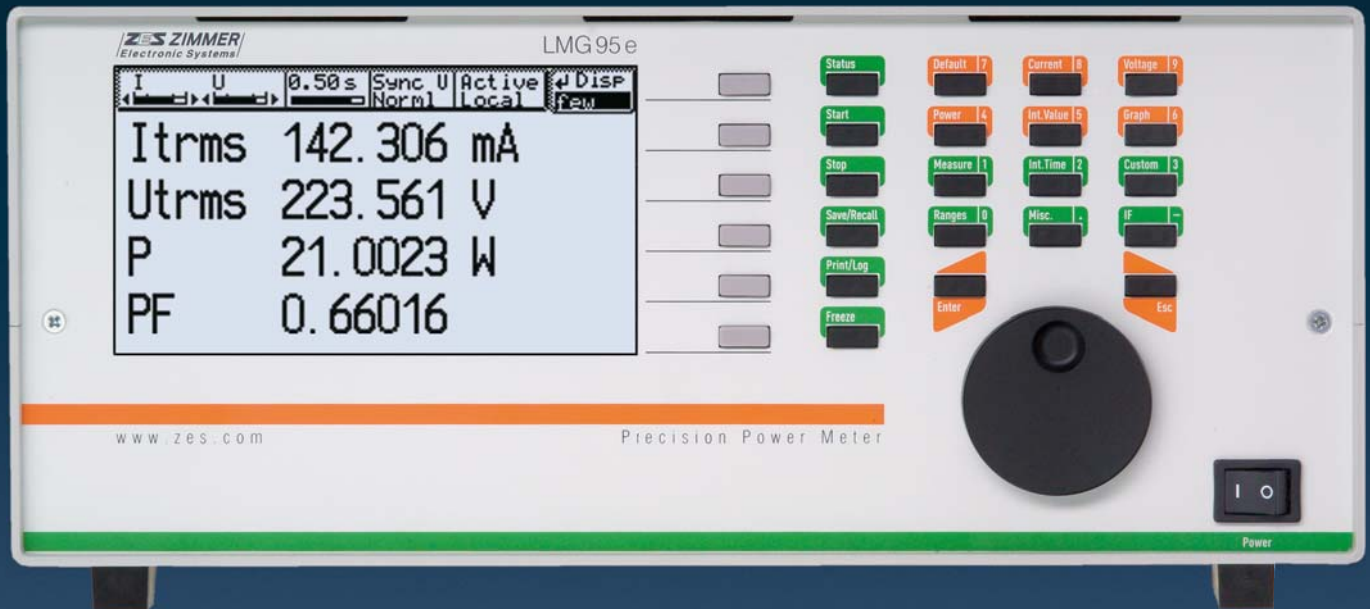 ZES ZIMMER
Electronic Systems
LMG 95 e
I U 0.50 s Sync U Active ↲ Disp
Norml Local few
Itrms 142.306 mA
Utrms 223.561 V
P 21.0023 W
PF 0.66016
Status
Default 7
Current 8
Voltage 9
Start
Power 4
Int.Value 5
Graph 6
Stop
Measure 1
Int.Time 2
Custom 3
Save/Recall
Ranges 0
Misc. .
IF –
Print/Log
Enter
Esc
Freeze
www.zes.com
Precision Power Meter
I O
Power